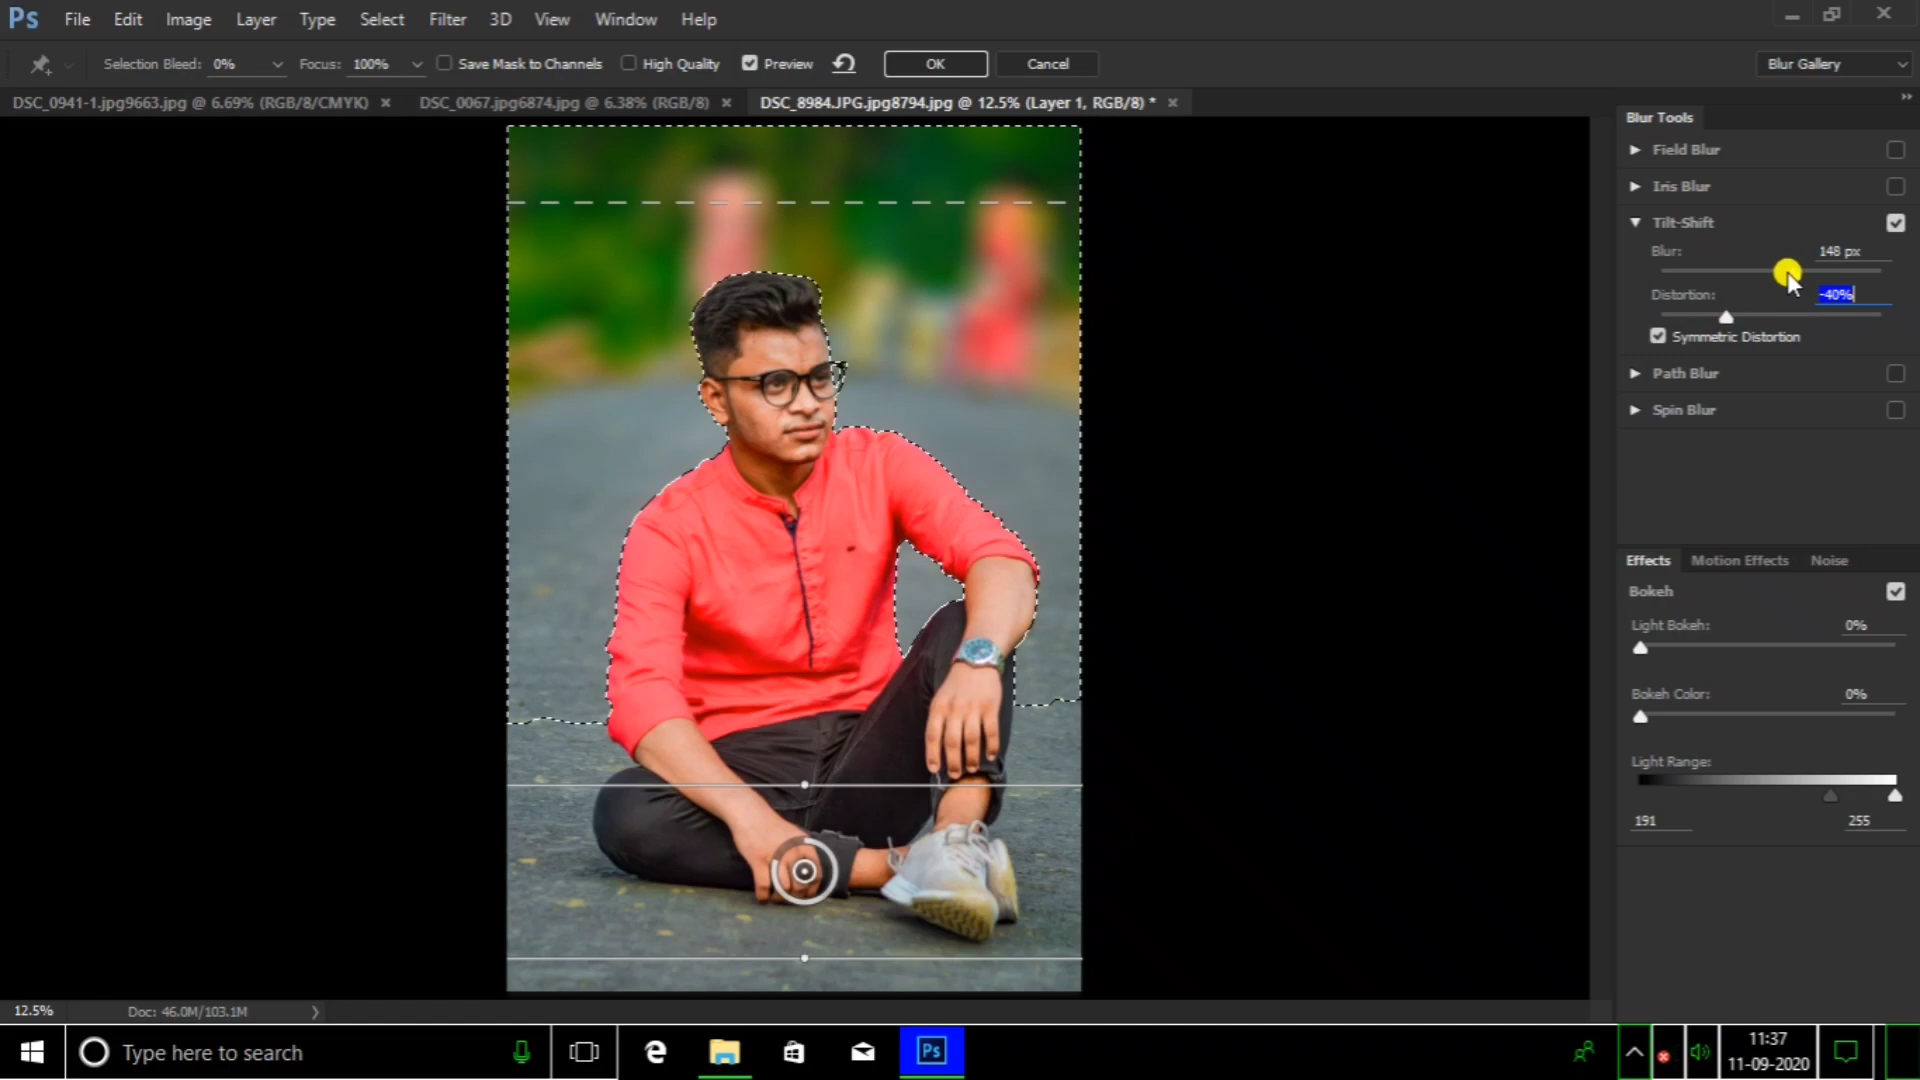 Ps File Edit Image Layer Type Select Filter 3D View Window Help
Selection Bleed: 0% Focus: 100% Save Mask to Channels High Quality Preview OK Cancel Blur Gallery
DSC_0941-1.jpg9663.jpg @ 6.69% (RGB/8/CMYK) × DSC_0067.jpg6874.jpg @ 6.38% (RGB/8) × DSC_8984.JPG.jpg8794.jpg @ 12.5% (Layer 1, RGB/8) * ×
Blur Tools
Field Blur
Iris Blur
Tilt-Shift
Blur: 148 px
Distortion: -40%
Symmetric Distortion
Path Blur
Spin Blur
Effects Motion Effects Noise
Bokeh
Light Bokeh: 0%
Bokeh Color: 0%
Light Range:
191 255
12.5% Doc: 46.0M/103.1M
Type here to search
Ps
11:37
11-09-2020